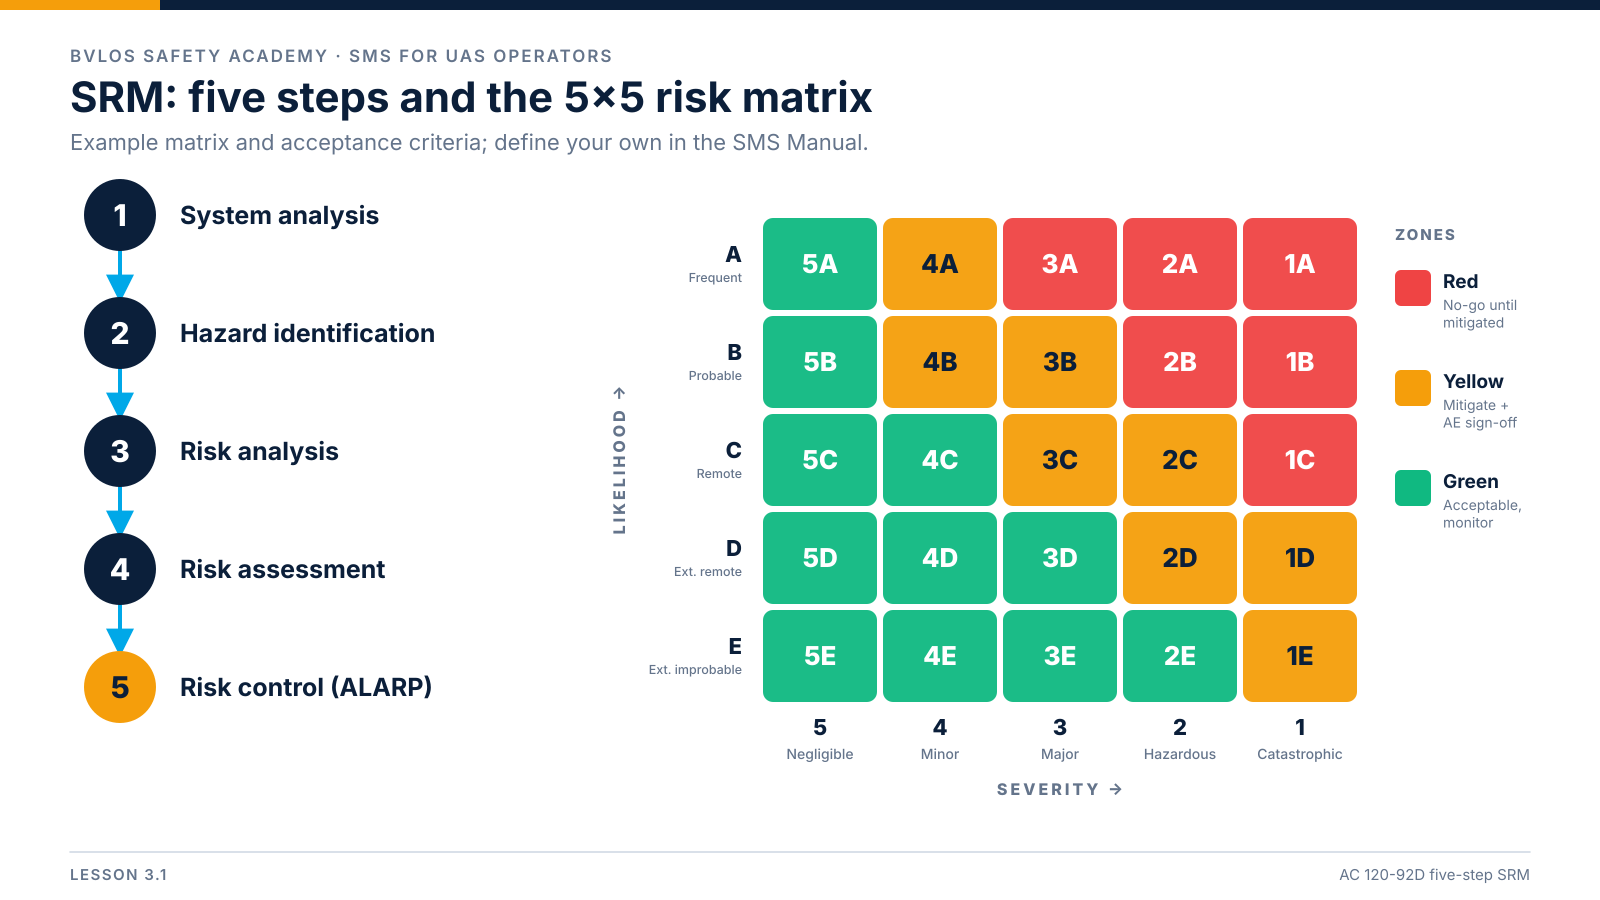 BVLOS SAFETY ACADEMY · SMS FOR UAS OPERATORS
SRM: five steps and the 5×5 risk matrix
Example matrix and acceptance criteria; define your own in the SMS Manual.
1 System analysis
2 Hazard identification
3 Risk analysis
4 Risk assessment
5 Risk control (ALARP)
LIKELIHOOD →
A
Frequent
5A 4A 3A 2A 1A
B
Probable
5B 4B 3B 2B 1B
C
Remote
5C 4C 3C 2C 1C
D
Ext. remote
5D 4D 3D 2D 1D
E
Ext. improbable
5E 4E 3E 2E 1E
5 4 3 2 1
Negligible Minor Major Hazardous Catastrophic
SEVERITY →
ZONES
Red
No-go until
mitigated
Yellow
Mitigate +
AE sign-off
Green
Acceptable,
monitor
LESSON 3.1
AC 120-92D five-step SRM